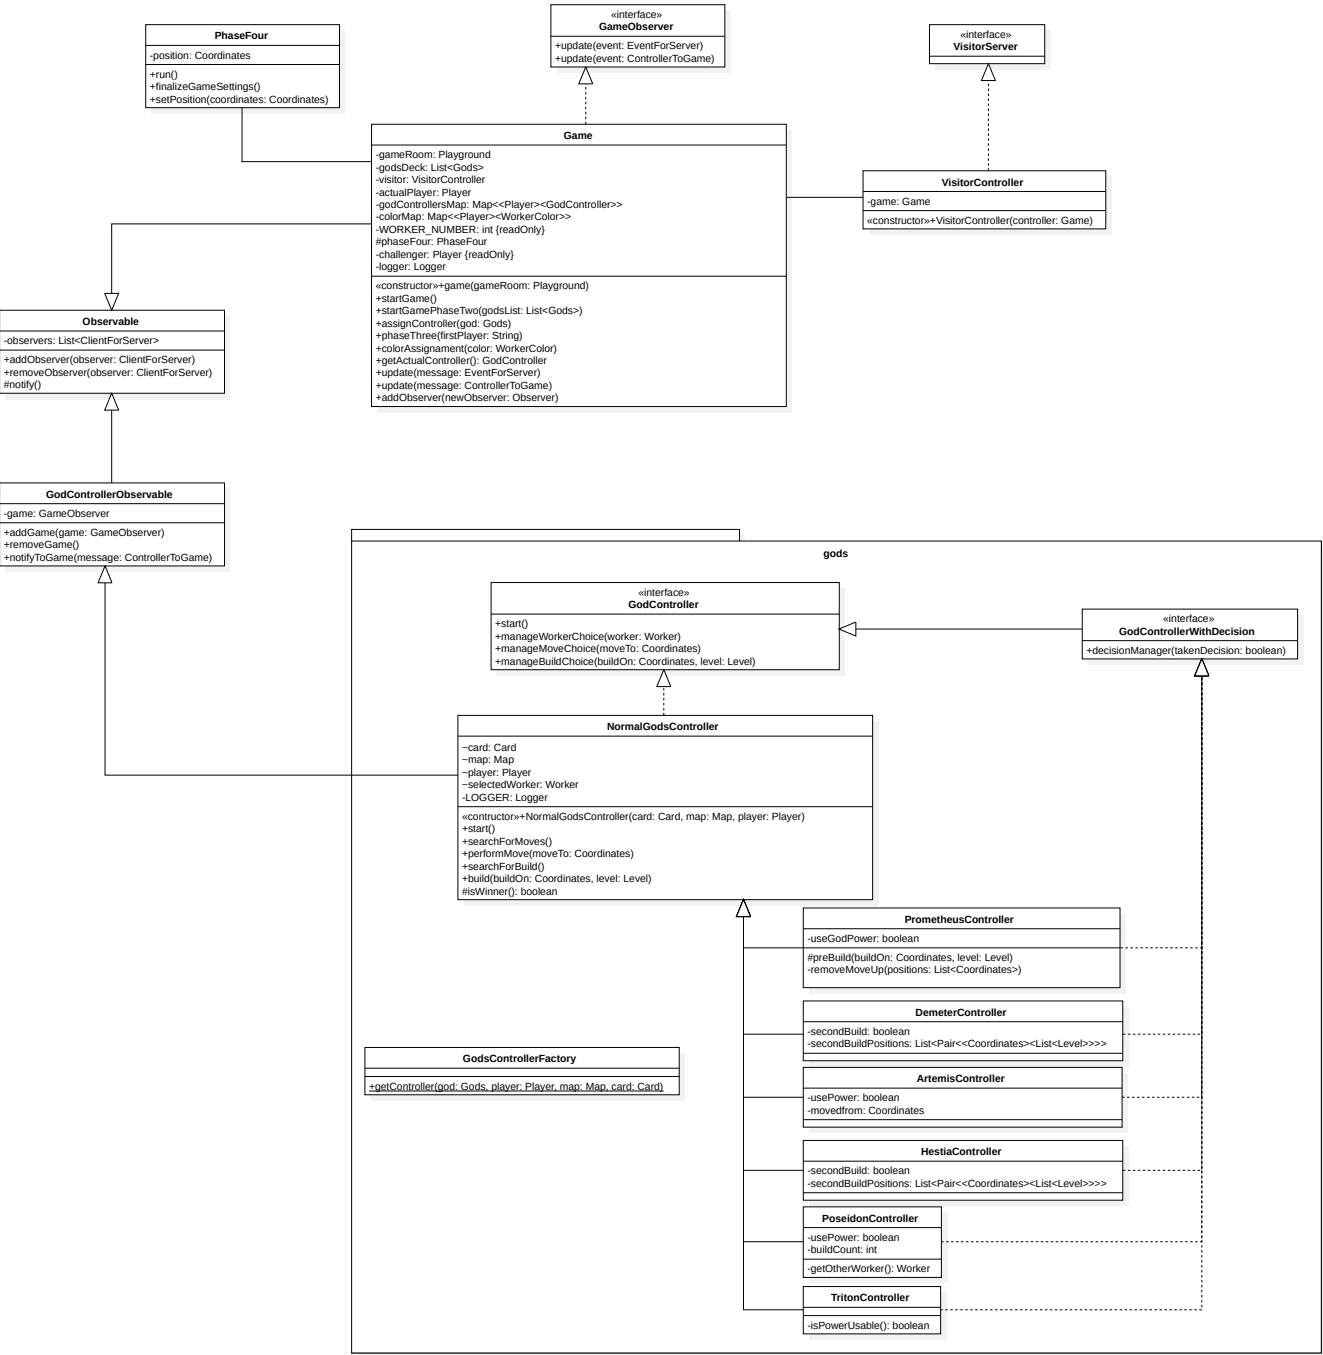 «interface»
GameObserver
+update(event: EventForServer)
+update(event: ControllerToGame)
PhaseFour
-position: Coordinates
+run()
+finalizeGameSettings()
+setPosition(coordinates: Coordinates)
«interface»
VisitorServer
Game
-gameRoom: Playground
-godsDeck: List<Gods>
-visitor: VisitorController
-actualPlayer: Player
-godControllersMap: Map<<Player><GodController>>
-colorMap: Map<<Player><WorkerColor>>
-WORKER_NUMBER: int {readOnly}
#phaseFour: PhaseFour
-challenger: Player {readOnly}
-logger: Logger
«constructor»+game(gameRoom: Playground)
+startGame()
+startGamePhaseTwo(godsList: List<Gods>)
+assignController(god: Gods)
+phaseThree(firstPlayer: String)
+colorAssignament(color: WorkerColor)
+getActualController(): GodController
+update(message: EventForServer)
+update(message: ControllerToGame)
+addObserver(newObserver: Observer)
VisitorController
-game: Game
«constructor»+VisitorController(controller: Game)
Observable
-observers: List<ClientForServer>
+addObserver(observer: ClientForServer)
+removeObserver(observer: ClientForServer)
#notify()
GodControllerObservable
-game: GameObserver
+addGame(game: GameObserver)
+removeGame()
+notifyToGame(message: ControllerToGame)
gods
«interface»
GodController
+start()
+manageWorkerChoice(worker: Worker)
+manageMoveChoice(moveTo: Coordinates)
+manageBuildChoice(buildOn: Coordinates, level: Level)
«interface»
GodControllerWithDecision
+decisionManager(takenDecision: boolean)
NormalGodsController
~card: Card
~map: Map
~player: Player
~selectedWorker: Worker
-LOGGER: Logger
«contructor»+NormalGodsController(card: Card, map: Map, player: Player)
+start()
+searchForMoves()
+performMove(moveTo: Coordinates)
+searchForBuild()
+build(buildOn: Coordinates, level: Level)
#isWinner(): boolean
PrometheusController
-useGodPower: boolean
#preBuild(buildOn: Coordinates, level: Level)
-removeMoveUp(positions: List<Coordinates>)
DemeterController
-secondBuild: boolean
-secondBuildPositions: List<Pair<<Coordinates><List<Level>>>>
GodsControllerFactory
+getController(god: Gods, player: Player, map: Map, card: Card)
ArtemisController
-usePower: boolean
-movedfrom: Coordinates
HestiaController
-secondBuild: boolean
-secondBuildPositions: List<Pair<<Coordinates><List<Level>>>>
PoseidonController
-usePower: boolean
-buildCount: int
-getOtherWorker(): Worker
TritonController
-isPowerUsable(): boolean